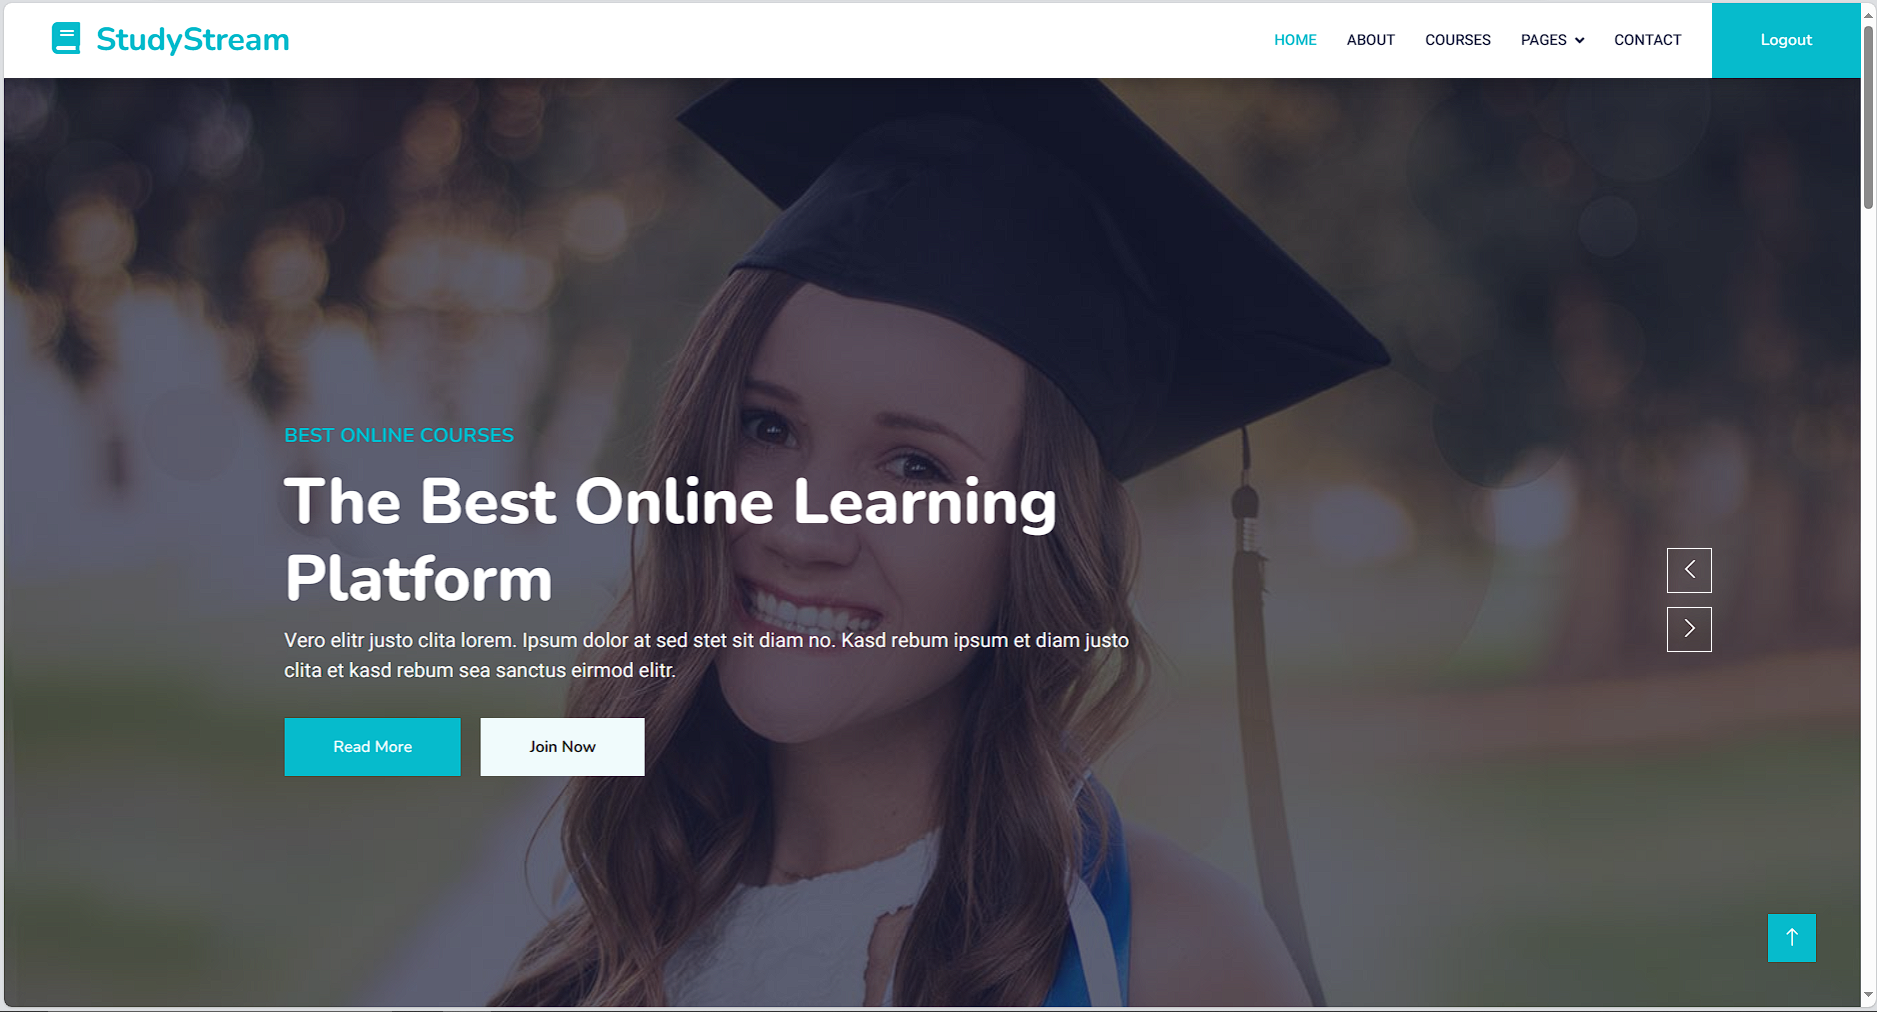 StudyStream
HOME ABOUT COURSES PAGES CONTACT Logout
BEST ONLINE COURSES
The Best Online Learning
Platform
Vero elitr justo clita lorem. Ipsum dolor at sed stet sit diam no. Kasd rebum ipsum et diam justo
clita et kasd rebum sea sanctus eirmod elitr.
Read More Join Now